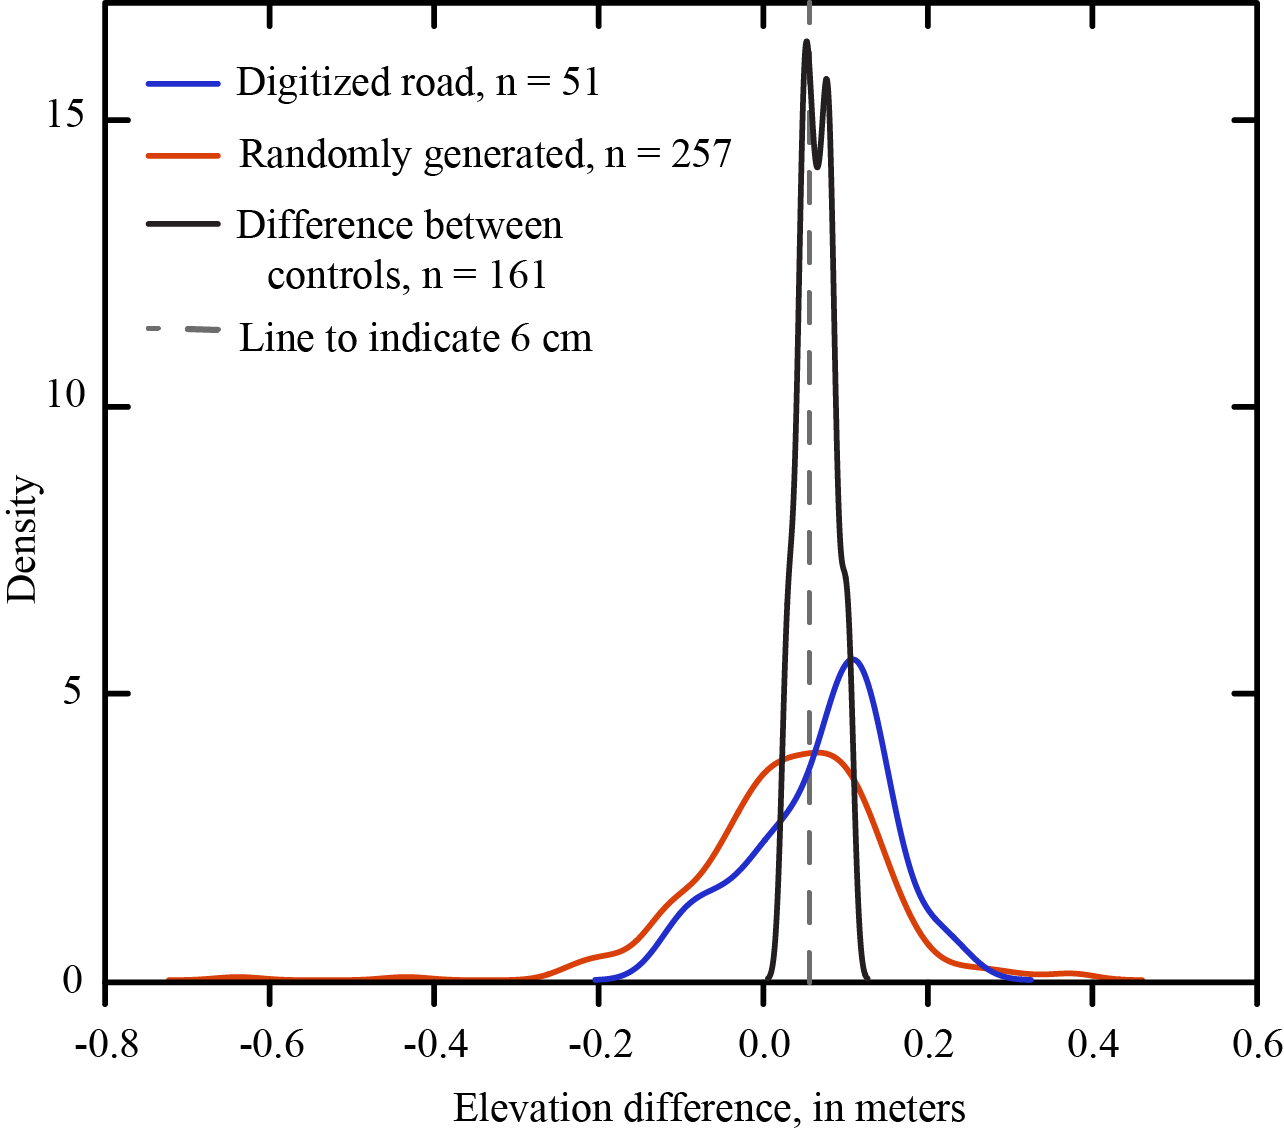 Digitized road, n = 51
Randomly generated, n = 257
Difference between
controls, n = 161
Line to indicate 6 cm
15
10
5
0
Density
-0.8 -0.6 -0.4 -0.2 0.0 0.2 0.4 0.6
Elevation difference, in meters